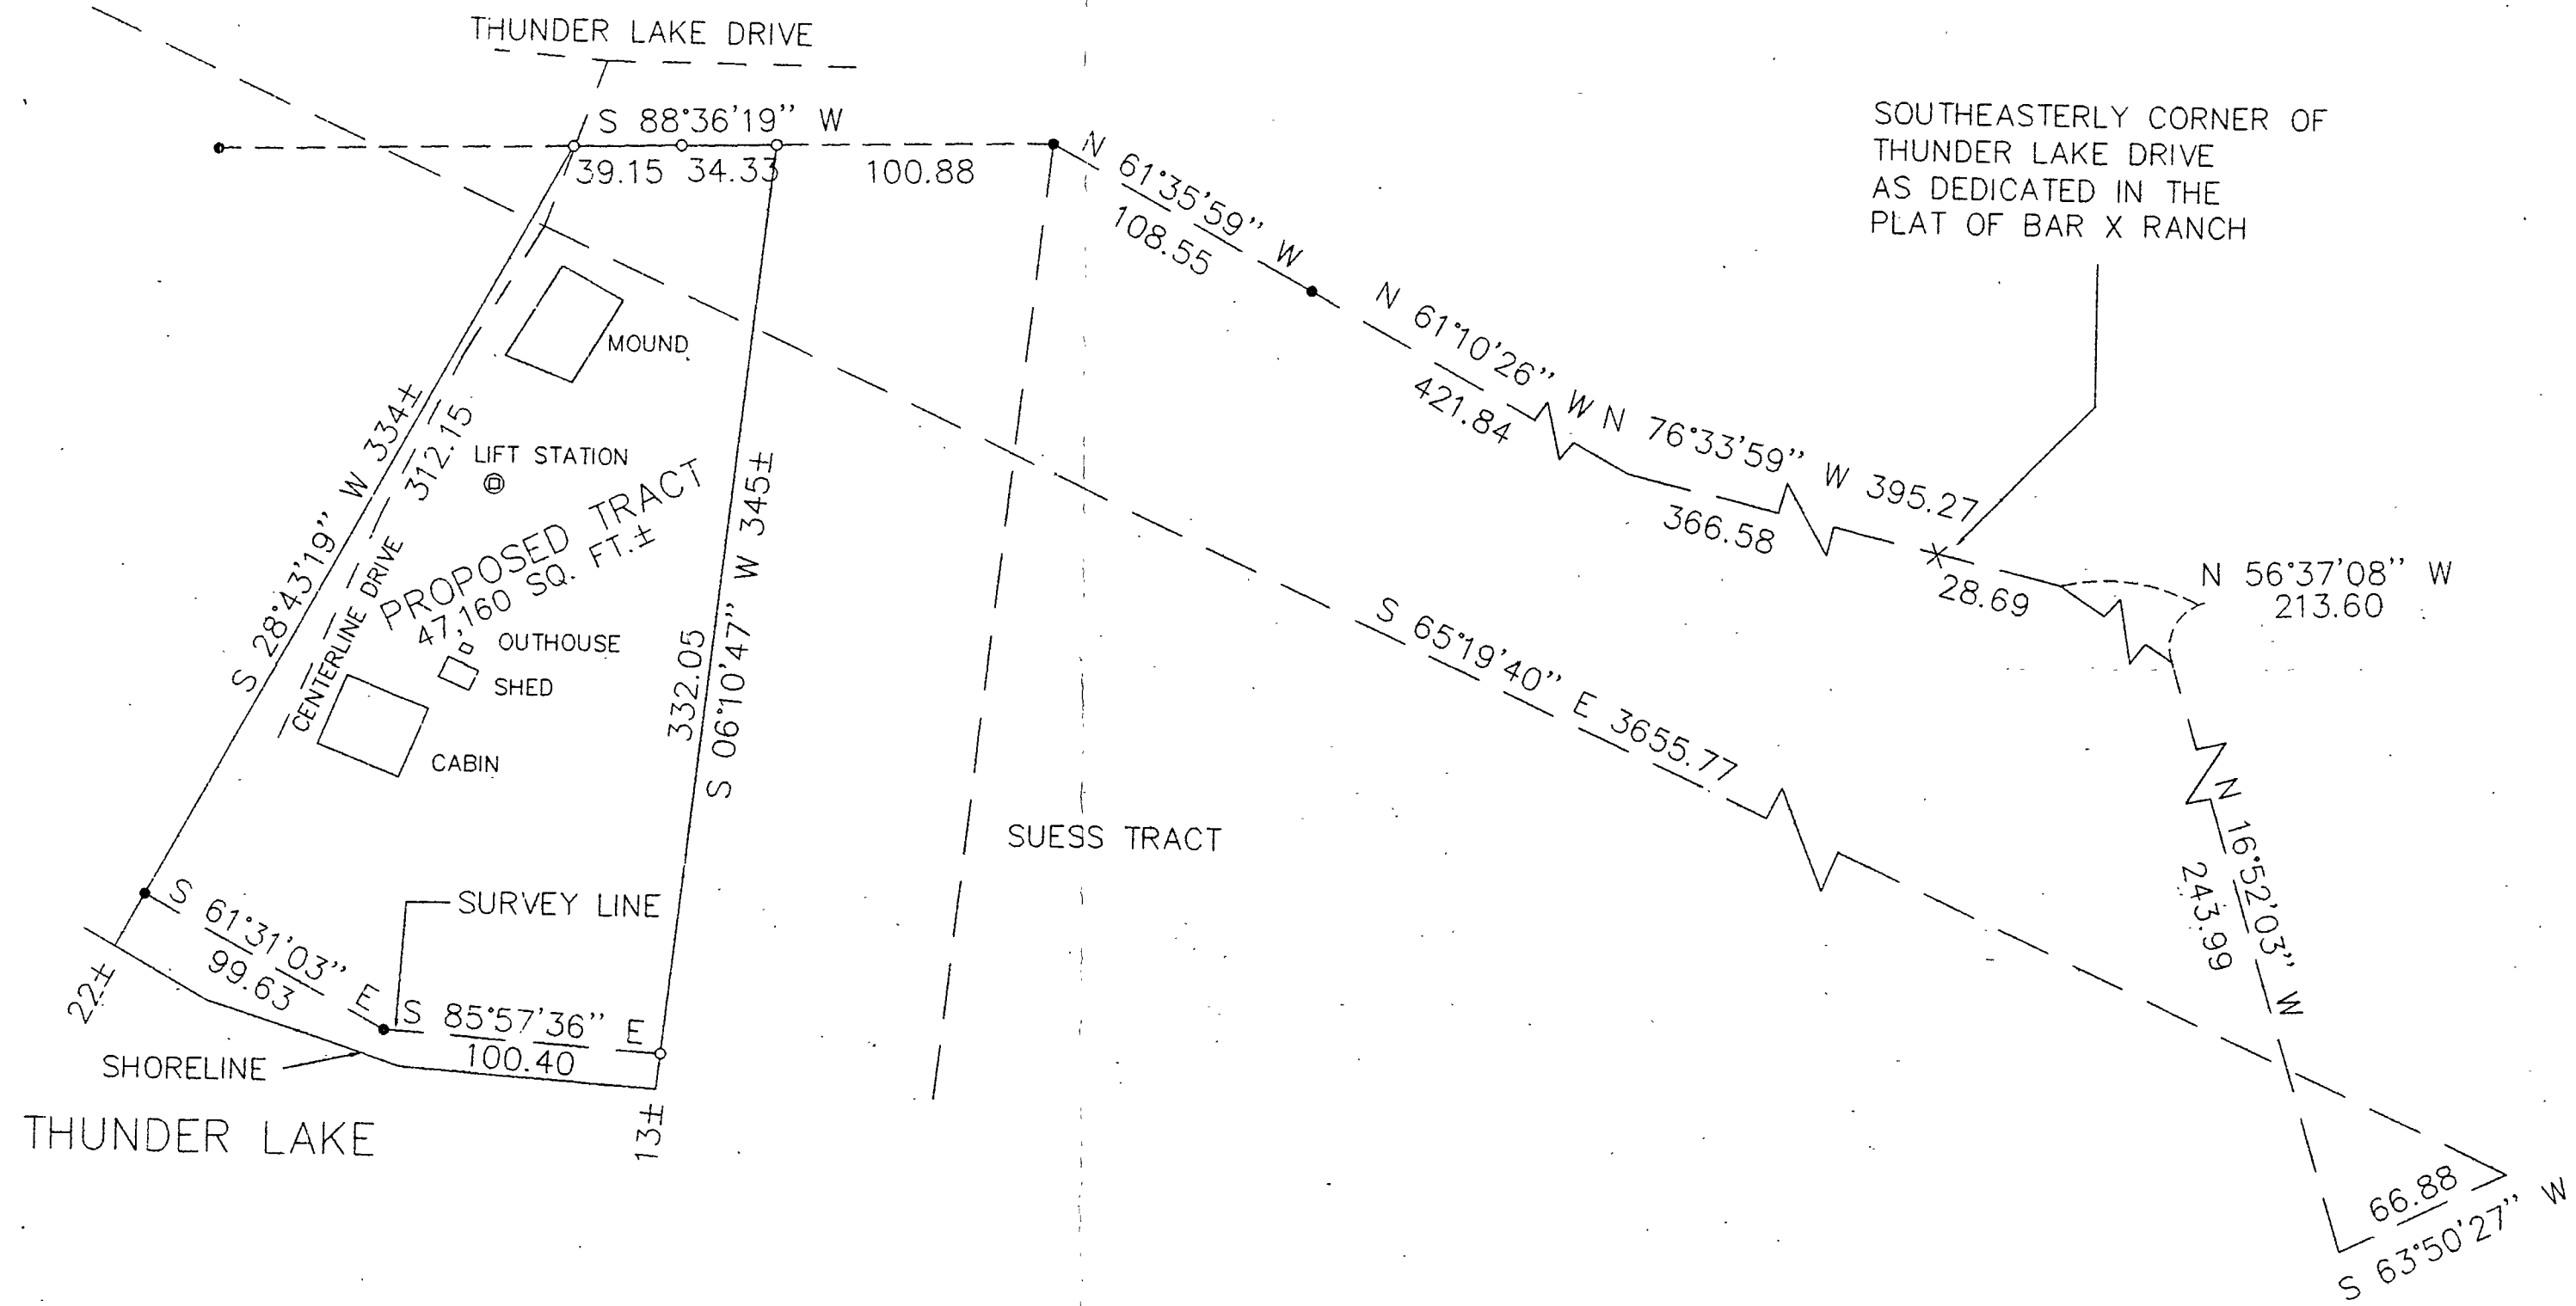 THUNDER LAKE DRIVE
S 88°36'19" W
39.15 34.33 100.88
N 61°35'59" W
108.55
SOUTHEASTERLY CORNER OF
THUNDER LAKE DRIVE
AS DEDICATED IN THE
PLAT OF BAR X RANCH
N 61°10'26" W
421.84
N 76°33'59" W 395.27
366.58
28.69
N 56°37'08" W
213.60
N 16°52'03" W
243.99
66.88
S 63°50'27" W
S 65°19'40" E 3655.77
MOUND
S 28°43'19" W 334±
312.15
LIFT STATION
PROPOSED TRACT
47,160 SQ. FT.±
CENTERLINE DRIVE
OUTHOUSE
SHED
CABIN
332.05
S 06°10'47" W 345±
SUESS TRACT
SURVEY LINE
S 61°31'03" E
99.63
S 85°57'36" E
100.40
22±
13±
SHORELINE
THUNDER LAKE